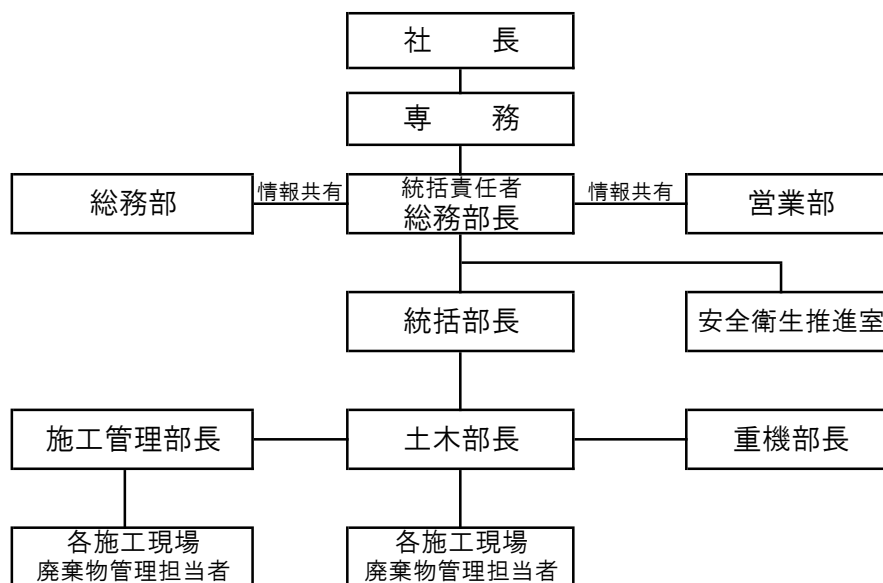 社　　長
専　　務
総務部
情報共有
統括責任者
総務部長
情報共有
営業部
統括部長
安全衛生推進室
施工管理部長
土木部長
重機部長
各施工現場
廃棄物管理担当者
各施工現場
廃棄物管理担当者